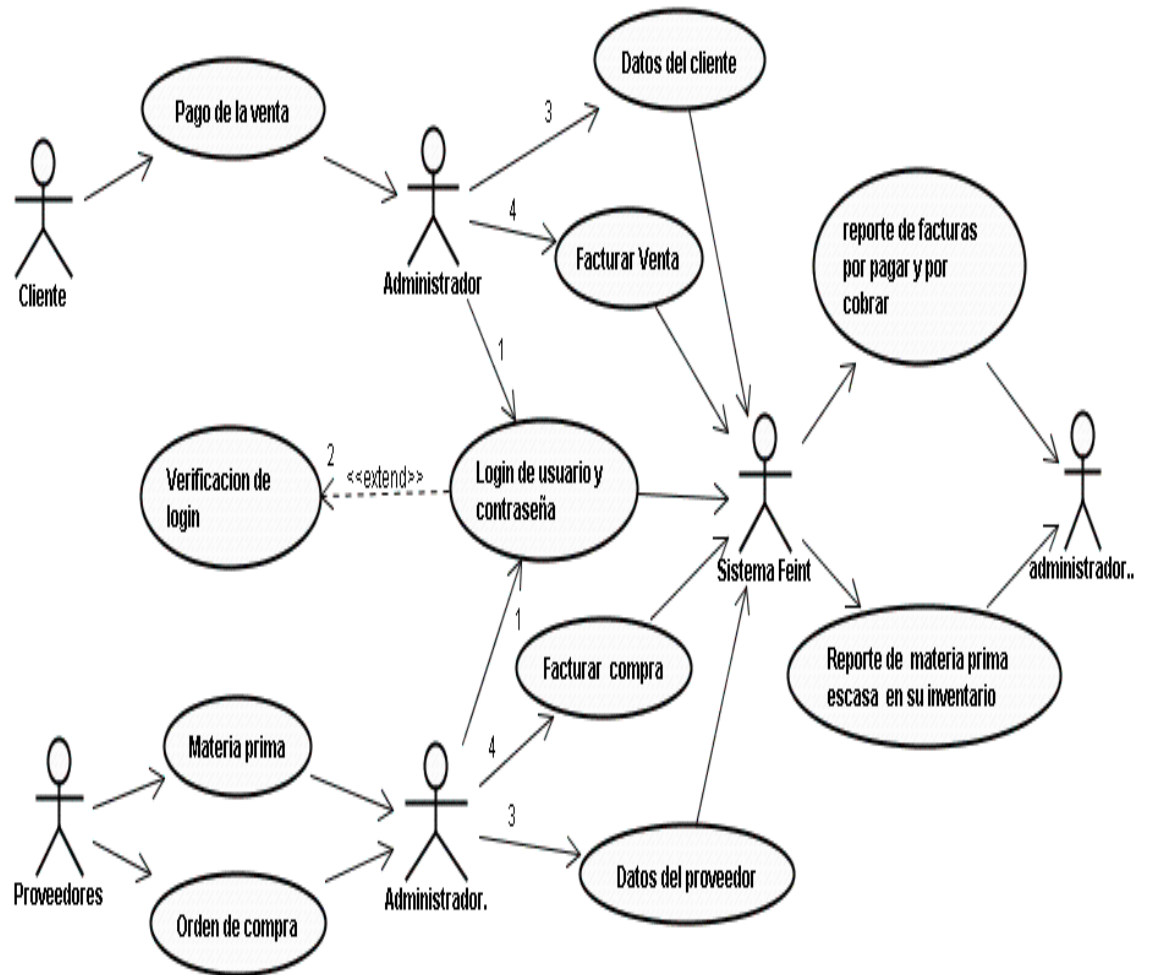 Datos del cliente
Pago de la venta
3
4
Cliente
Administrador
Facturar Venta
reporte de facturas
por pagar y por
cobrar
1
Verificacion de
login
2
<<extend>>
Login de usuario y
contraseña
Sistema Feint
administrador..
1
Facturar compra
Reporte de materia prima
escasa en su inventario
Materia prima
4
3
Proveedores
Administrador.
Datos del proveedor
Orden de compra